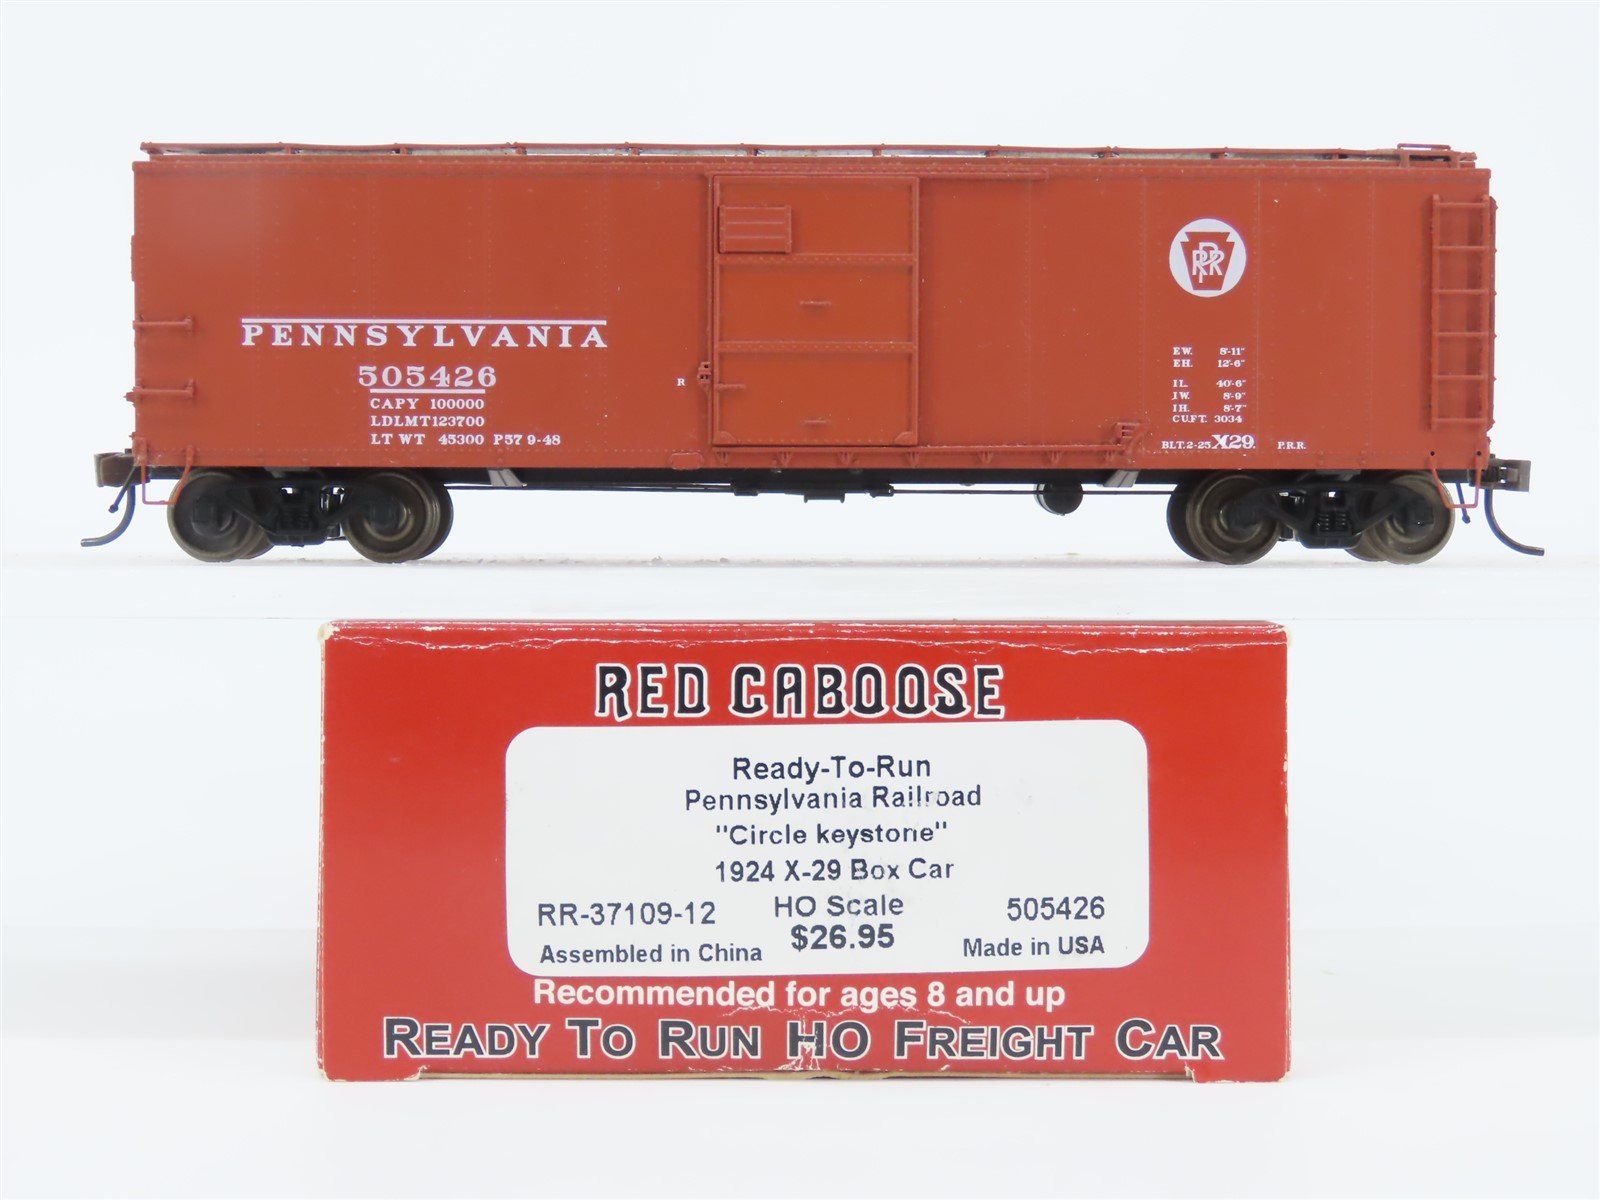 PENNSYLVANIA
505426
CAPY 100000
LDLMT 123700
LT WT 45300 P57 9-48
R
PRR
EW. 8'-11"
EH. 12'-6"
IL. 40'-6"
IW. 8'-9"
IH. 8'-7"
CU.FT. 3034
BLT.2-25 X29. P.R.R.
RED CABOOSE
Ready-To-Run
Pennsylvania Railroad
"Circle keystone"
1924 X-29 Box Car
RR-37109-12 HO Scale 505426
Assembled in China $26.95 Made in USA
Recommended for ages 8 and up
READY TO RUN HO FREIGHT CAR